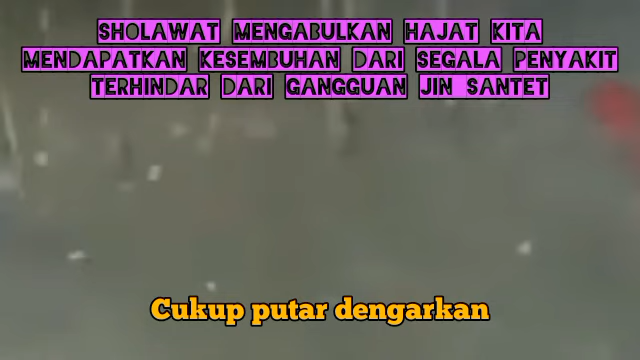 SHOLAWAT MENGABULKAN HAJAT KITA
MENDAPATKAN KESEMBUHAN DARI SEGALA PENYAKIT
TERHINDAR DARI GANGGUAN JIN SANTET
Cukup putar dengarkan